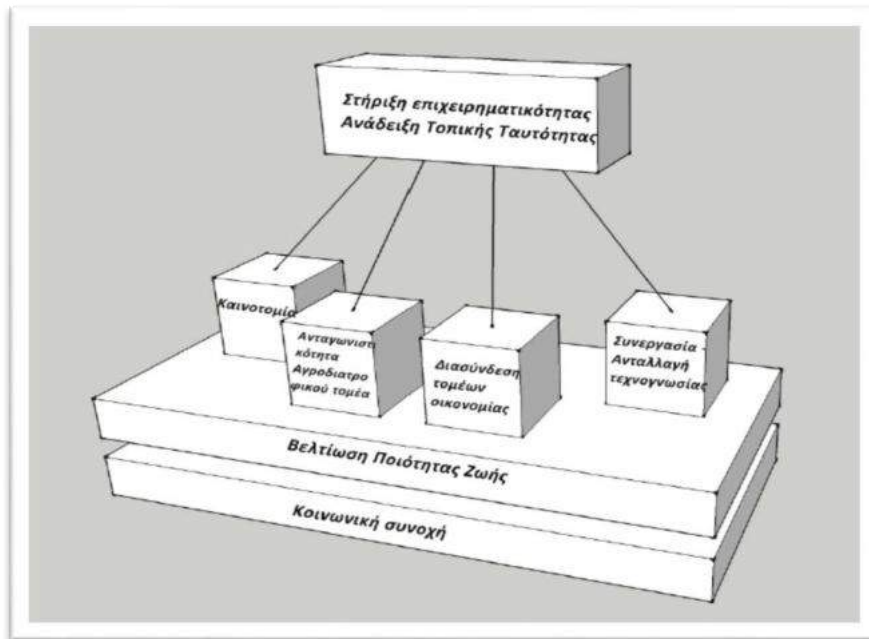 Στήριξη επιχειρηματικότητας
Ανάδειξη Τοπικής Ταυτότητας
Καινοτομία
Ανταγωνιστι
κότητα
Αγροδιατρο
φικού τομέα
Διασύνδεση
τομέων
οικονομίας
Συνεργασία -
Ανταλλαγή
τεχνογνωσίας
Βελτίωση Ποιότητας Ζωής
Κοινωνική συνοχή